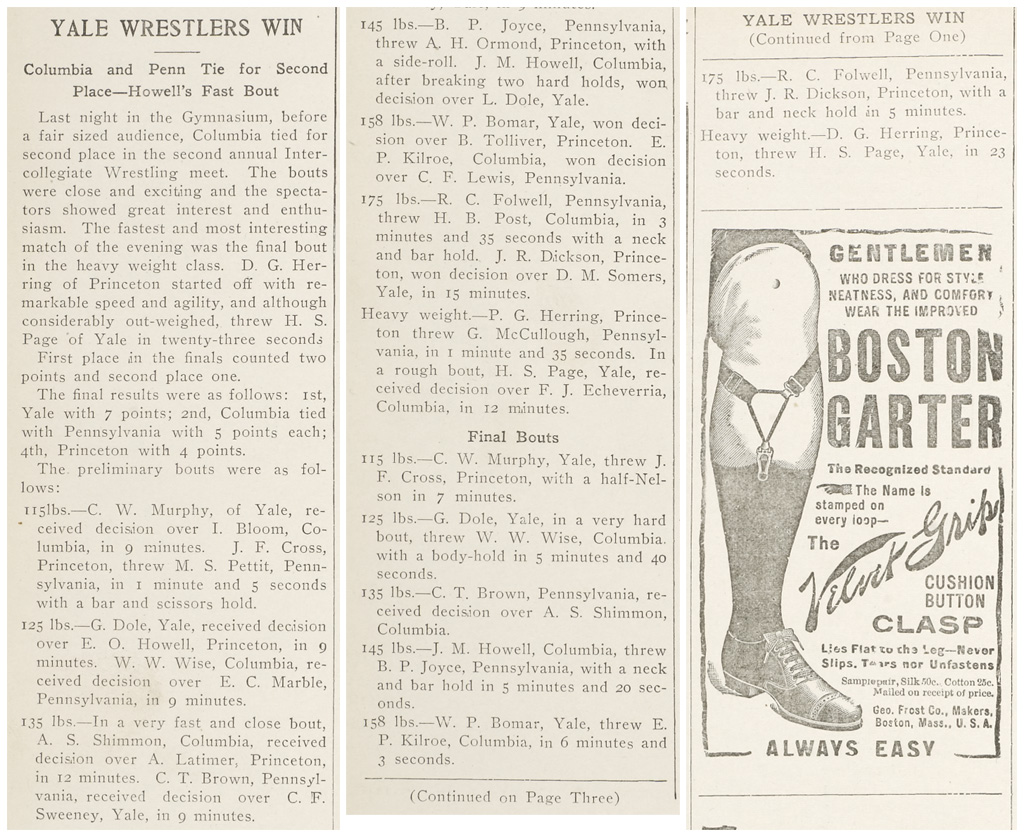 YALE WRESTLERS WIN
Columbia and Penn Tie for Second
Place—Howell's Fast Bout
Last night in the Gymnasium, before
a fair sized audience, Columbia tied for
second place in the second annual Inter-
collegiate Wrestling meet. The bouts
were close and exciting and the specta-
tors showed great interest and enthu-
siasm. The fastest and most interesting
match of the evening was the final bout
in the heavy weight class. D. G. Her-
ring of Princeton started off with re-
markable speed and agility, and although
considerably out-weighed, threw H. S.
Page of Yale in twenty-three seconds
First place in the finals counted two
points and second place one.
The final results were as follows: 1st,
Yale with 7 points; 2nd, Columbia tied
with Pennsylvania with 5 points each;
4th, Princeton with 4 points.
The preliminary bouts were as fol-
lows:
115lbs.—C. W. Murphy, of Yale, re-
ceived decision over I. Bloom, Co-
lumbia, in 9 minutes. J. F. Cross,
Princeton, threw M. S. Pettit, Penn-
sylvania, in 1 minute and 5 seconds
with a bar and scissors hold.
125 lbs.—G. Dole, Yale, received decision
over E. O. Howell, Princeton, in 9
minutes. W. W. Wise, Columbia, re-
ceived decision over E. C. Marble,
Pennsylvania, in 9 minutes.
135 lbs.—In a very fast and close bout,
A. S. Shimmon, Columbia, received
decision over A. Latimer, Princeton,
in 12 minutes. C. T. Brown, Pennsyl-
vania, received decision over C. F.
Sweeney, Yale, in 9 minutes.
145 lbs.—B. P. Joyce, Pennsylvania,
threw A. H. Ormond, Princeton, with
a side-roll. J. M. Howell, Columbia,
after breaking two hard holds, won
decision over L. Dole, Yale.
158 lbs.—W. P. Bomar, Yale, won deci-
sion over B. Tolliver, Princeton. E.
P. Kilroe, Columbia, won decision
over C. F. Lewis, Pennsylvania.
175 lbs.—R. C. Folwell, Pennsylvania,
threw H. B. Post, Columbia, in 3
minutes and 35 seconds with a neck
and bar hold. J. R. Dickson, Prince-
ton, won decision over D. M. Somers,
Yale, in 15 minutes.
Heavy weight.—P. G. Herring, Prince-
ton threw G. McCullough, Pennsyl-
vania, in 1 minute and 35 seconds. In
a rough bout, H. S. Page, Yale, re-
ceived decision over F. J. Echeverria,
Columbia, in 12 minutes.
Final Bouts
115 lbs.—C. W. Murphy, Yale, threw J.
F. Cross, Princeton, with a half-Nel-
son in 7 minutes.
125 lbs.—G. Dole, Yale, in a very hard
bout, threw W. W. Wise, Columbia.
with a body-hold in 5 minutes and 40
seconds.
135 lbs.—C. T. Brown, Pennsylvania, re-
ceived decision over A. S. Shimmon,
Columbia.
145 lbs.—J. M. Howell, Columbia, threw
B. P. Joyce, Pennsylvania, with a neck
and bar hold in 5 minutes and 20 sec-
onds.
158 lbs.—W. P. Bomar, Yale, threw E.
P. Kilroe, Columbia, in 6 minutes and
3 seconds.
(Continued on Page Three)
YALE WRESTLERS WIN
(Continued from Page One)
175 lbs.—R. C. Folwell, Pennsylvania,
threw J. R. Dickson, Princeton, with a
bar and neck hold in 5 minutes.
Heavy weight.—D. G. Herring, Prince-
ton, threw H. S. Page, Yale, in 23
seconds.
GENTLEMEN
WHO DRESS FOR STYLE
NEATNESS, AND COMFORT
WEAR THE IMPROVED
BOSTON
GARTER
The Recognized Standard
The Name is
stamped on
every loop—
The
Velvet Grip
CUSHION
BUTTON
CLASP
Lies Flat to the Leg—Never
Slips, Tears nor Unfastens
Sample pair, Silk 50c. Cotton 25c.
Mailed on receipt of price.
Geo. Frost Co., Makers,
Boston, Mass., U. S. A.
ALWAYS EASY